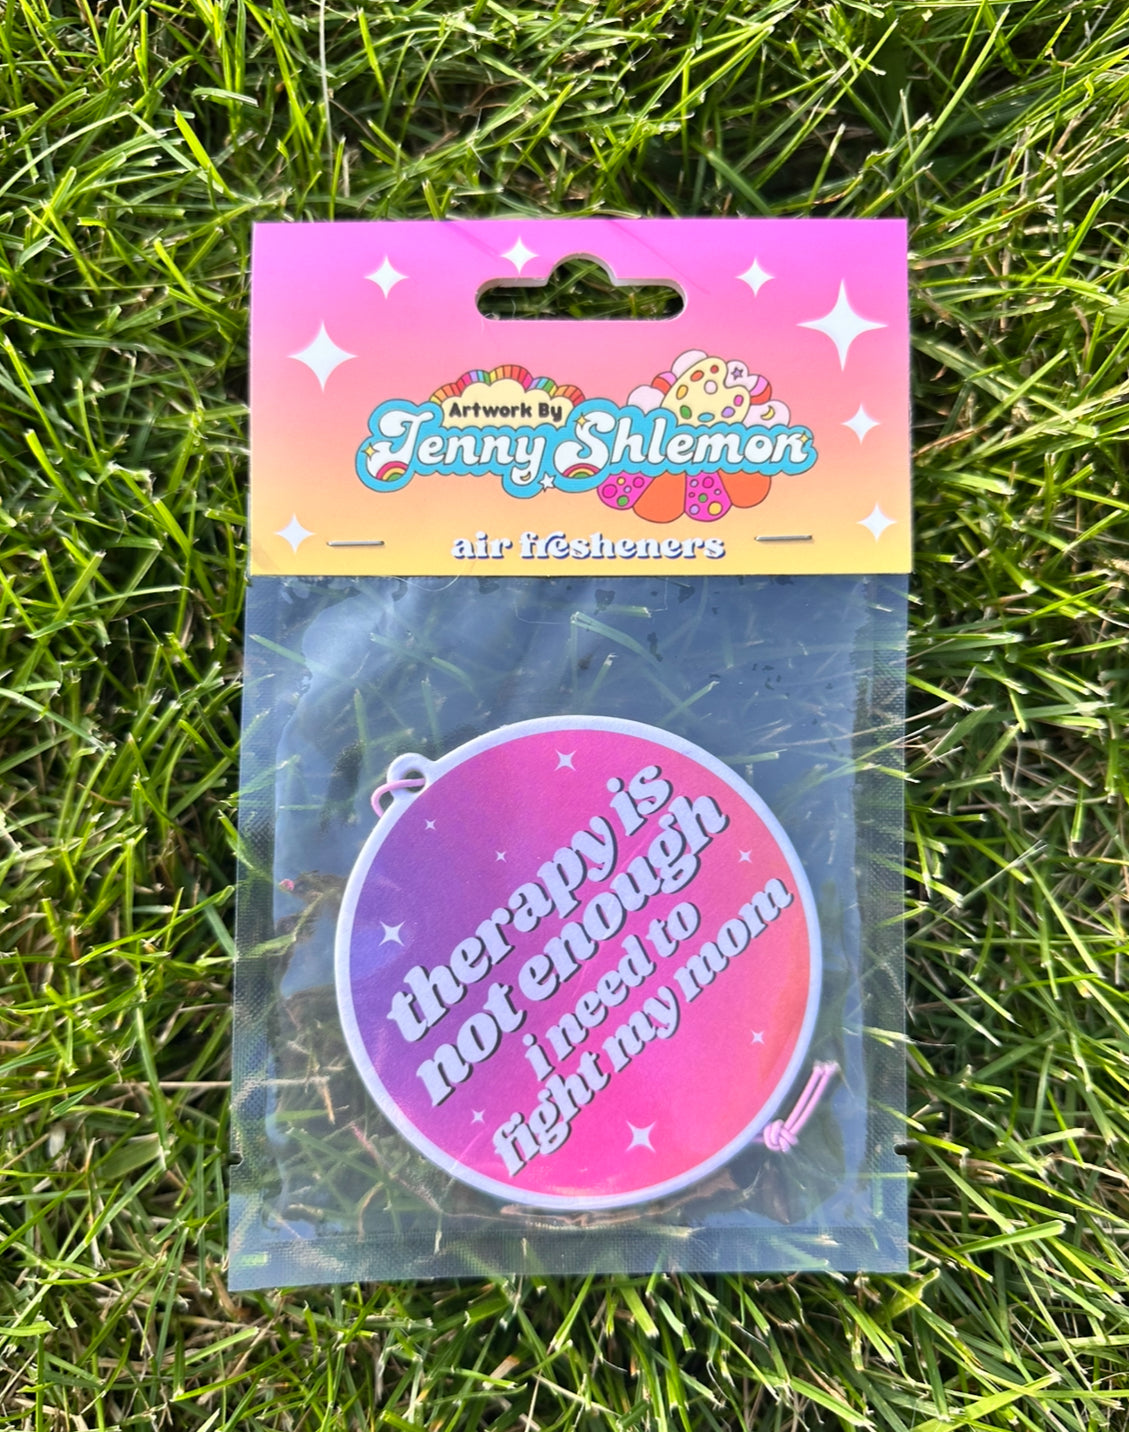 Artwork By
Jenny Shlemon
air fresheners
therapy is
not enough
i need to
fight my mom